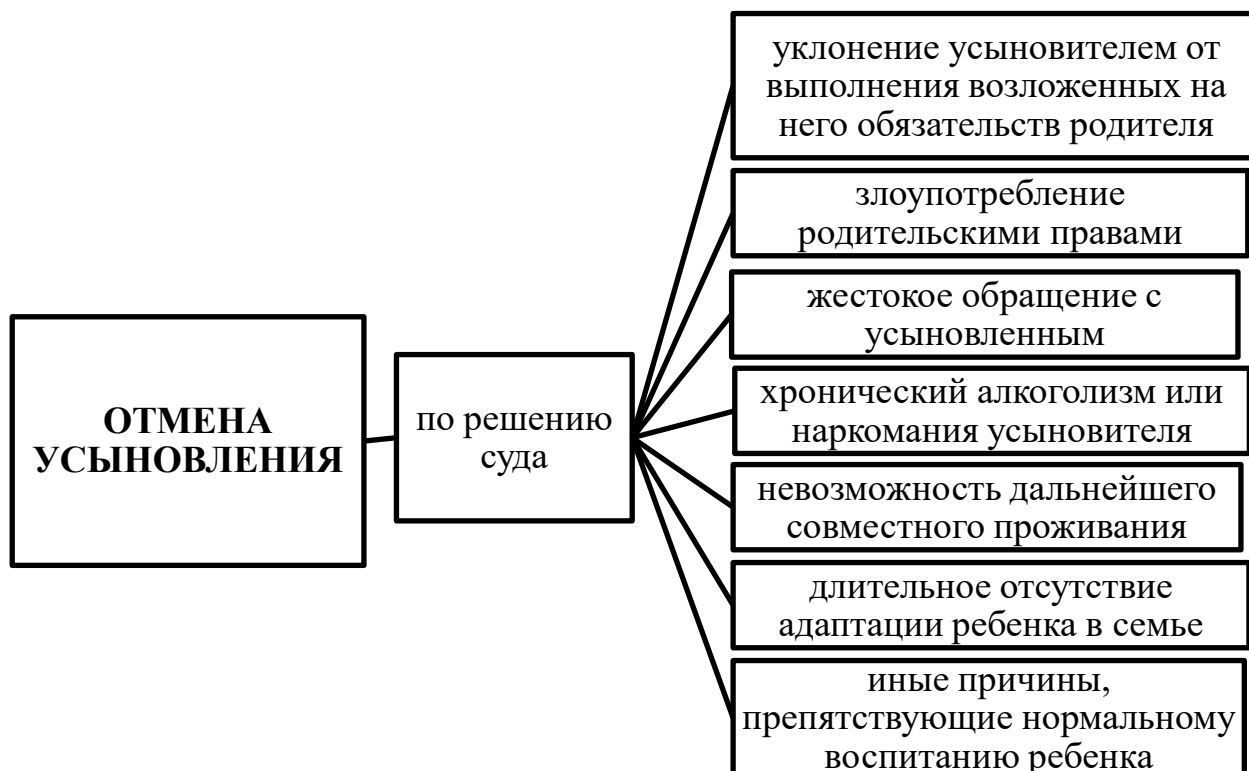 ОТМЕНА
УСЫНОВЛЕНИЯ
по решению
суда
уклонение усыновителем от
выполнения возложенных на
него обязательств родителя
злоупотребление
родительскими правами
жестокое обращение с
усыновленным
хронический алкоголизм или
наркомания усыновителя
невозможность дальнейшего
совместного проживания
длительное отсутствие
адаптации ребенка в семье
иные причины,
препятствующие нормальному
воспитанию ребенка